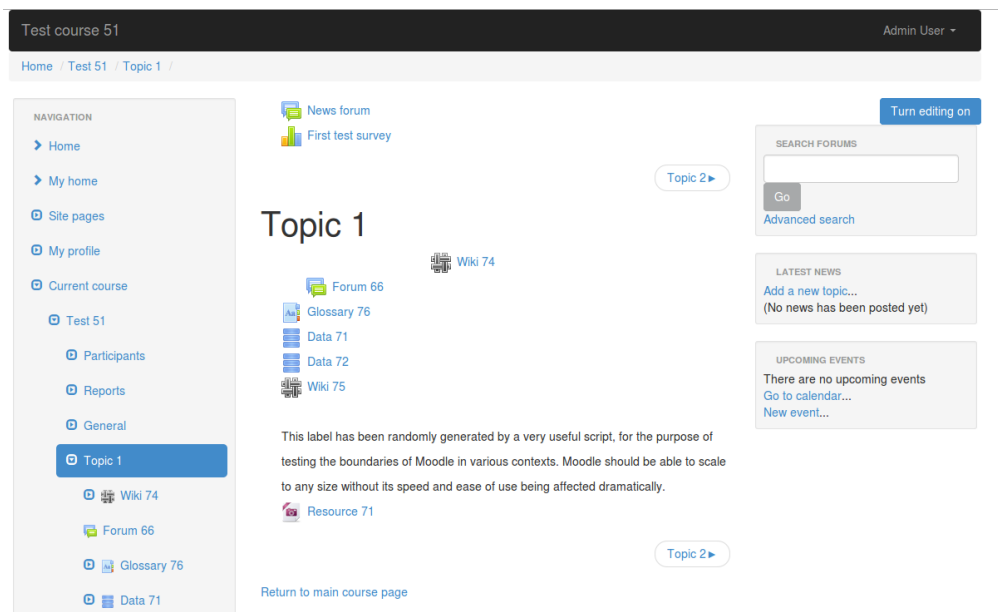 Test course 51
Admin User
Home / Test 51 / Topic 1 /
NAVIGATION
Home
My home
Site pages
My profile
Current course
Test 51
Participants
Reports
General
Topic 1
Wiki 74
Forum 66
Glossary 76
Data 71
News forum
First test survey
Topic 2►
Topic 1
Wiki 74
Forum 66
Glossary 76
Data 71
Data 72
Wiki 75
This label has been randomly generated by a very useful script, for the purpose of
testing the boundaries of Moodle in various contexts. Moodle should be able to scale
to any size without its speed and ease of use being affected dramatically.
Resource 71
Topic 2►
Return to main course page
Turn editing on
SEARCH FORUMS
Go
Advanced search
LATEST NEWS
Add a new topic...
(No news has been posted yet)
UPCOMING EVENTS
There are no upcoming events
Go to calendar...
New event...